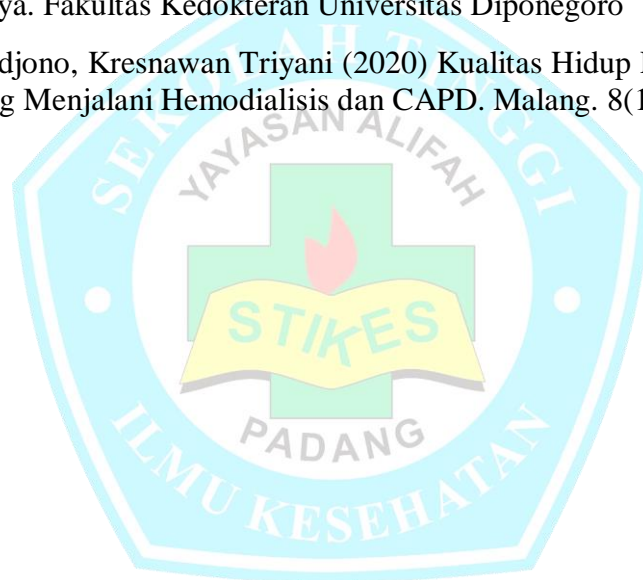 ya. Fakultas Kedokteran Universitas Diponegoro
djono, Kresnawan Triyani (2020) Kualitas Hidup
g Menjalani Hemodialisis dan CAPD. Malang. 8(1
SEKOLAH TINGGI
YAYASAN ALIFAH
STIKES
PADANG
ILMU KESEHATAN